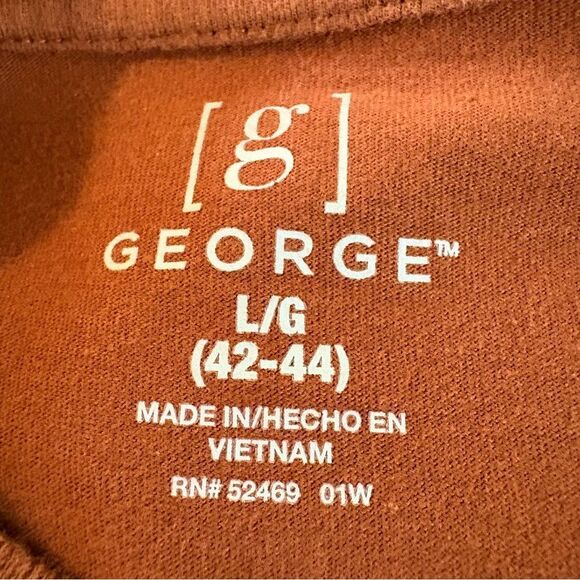 [g]
GEORGE™
L/G
(42-44)
MADE IN/HECHO EN
VIETNAM
RN# 52469 01W